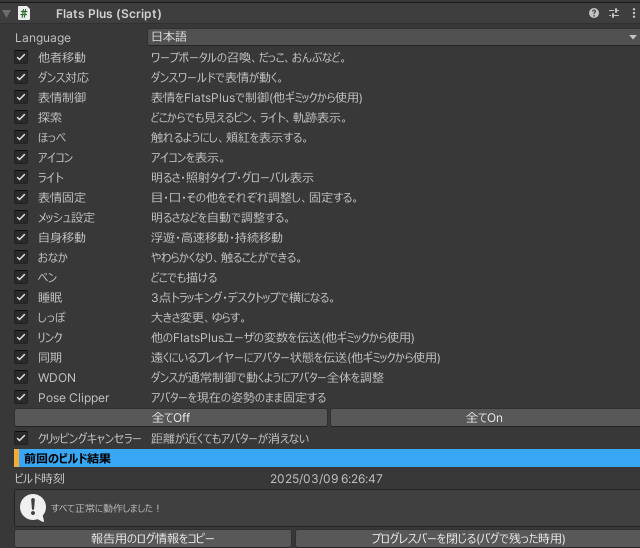 Flats Plus (Script)
Language 日本語
他者移動 ワープポータルの召喚、だっこ、おんぶなど。
ダンス対応 ダンスワールドで表情が動く。
表情制御 表情をFlatsPlusで制御(他ギミックから使用)
探索 どこからでも見えるピン、ライト、軌跡表示。
ほっぺ 触れるようにし、頬紅を表示する。
アイコン アイコンを表示。
ライト 明るさ・照射タイプ・グローバル表示
表情固定 目・口・その他をそれぞれ調整し、固定する。
メッシュ設定 明るさなどを自動で調整する。
自身移動 浮遊・高速移動・持続移動
おなか やわらかくなり、触ることができる。
ペン どこでも描ける
睡眠 3点トラッキング・デスクトップで横になる。
しっぽ 大きさ変更、ゆらす。
リンク 他のFlatsPlusユーザの変数を伝送(他ギミックから使用)
同期 遠くにいるプレイヤーにアバター状態を伝送(他ギミックから使用)
WDON ダンスが通常制御で動くようにアバター全体を調整
Pose Clipper アバターを現在の姿勢のまま固定する
全てOff 全てOn
クリッピングキャンセラー 距離が近くてもアバターが消えない
前回のビルド結果
ビルド時刻 2025/03/09 6:26:47
すべて正常に動作しました！
報告用のログ情報をコピー プログレスバーを閉じる(バグで残った時用)